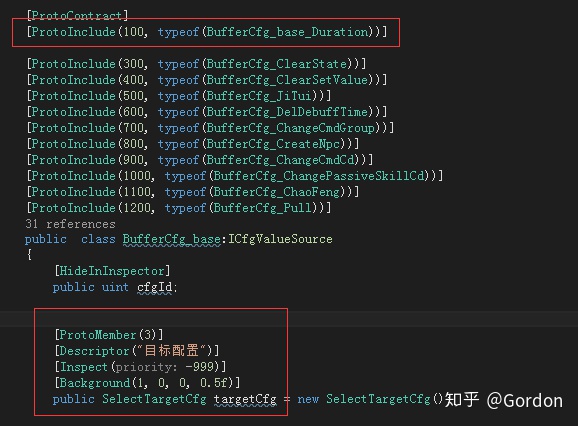 [ProtoContract]
[ProtoInclude(100, typeof(BufferCfg_base_Duration))]
[ProtoInclude(300, typeof(BufferCfg_ClearState))]
[ProtoInclude(400, typeof(BufferCfg_ClearSetValue))]
[ProtoInclude(500, typeof(BufferCfg_JiTui))]
[ProtoInclude(600, typeof(BufferCfg_DelDebuffTime))]
[ProtoInclude(700, typeof(BufferCfg_ChangeCmdGroup))]
[ProtoInclude(800, typeof(BufferCfg_CreateNpc))]
[ProtoInclude(900, typeof(BufferCfg_ChangeCmdCd))]
[ProtoInclude(1000, typeof(BufferCfg_ChangePassiveSkillCd))]
[ProtoInclude(1100, typeof(BufferCfg_ChaoFeng))]
[ProtoInclude(1200, typeof(BufferCfg_Pull))]
31 references
public class BufferCfg_base:ICfgValueSource
{
[HideInInspector]
public uint cfgId;
[ProtoMember(3)]
[Descriptor("目标配置")]
[Inspect(priority: -999)]
[Background(1, 0, 0, 0.5f)]
public SelectTargetCfg targetCfg = new SelectTargetCfg()
知乎 @Gordon